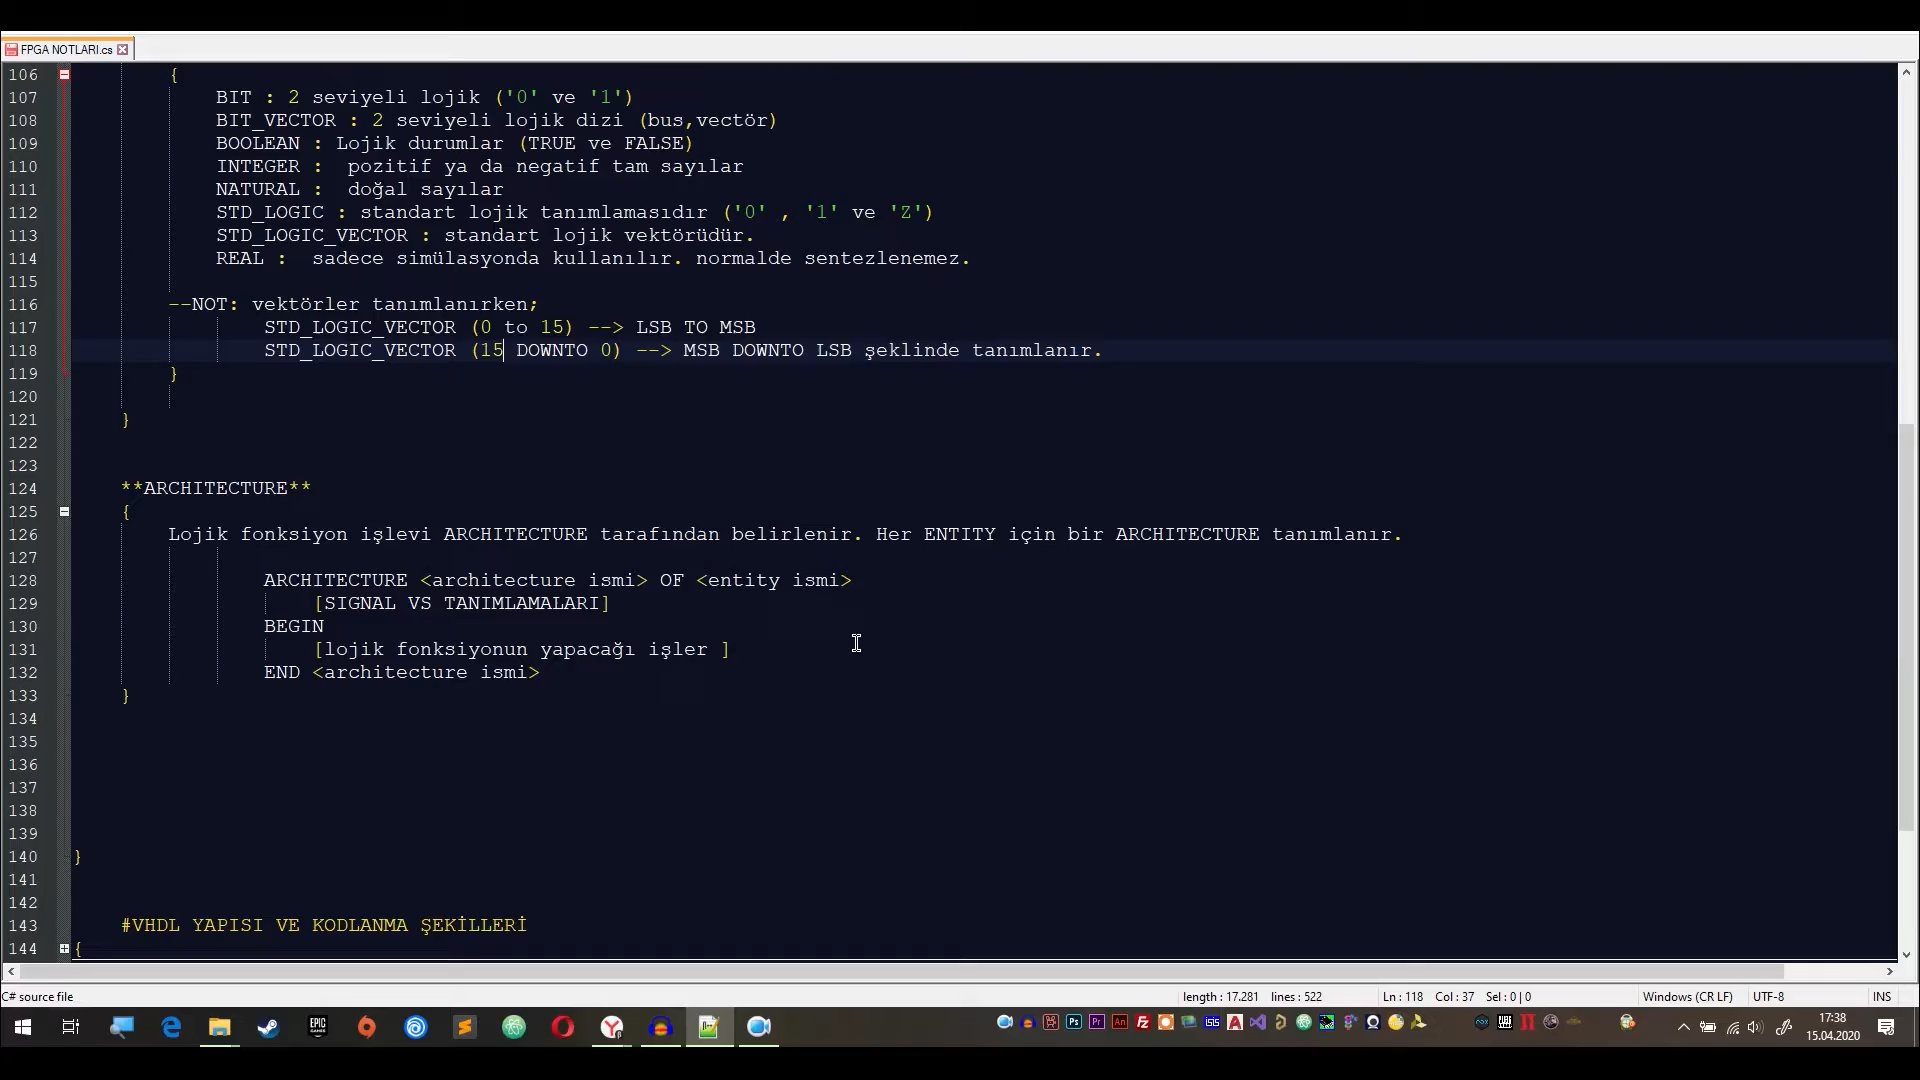 FPGA NOTLARI.cs
106 {
107 BIT : 2 seviyeli lojik ('0' ve '1')
108 BIT_VECTOR : 2 seviyeli lojik dizi (bus,vectör)
109 BOOLEAN : Lojik durumlar (TRUE ve FALSE)
110 INTEGER :  pozitif ya da negatif tam sayılar
111 NATURAL :  doğal sayılar
112 STD_LOGIC : standart lojik tanımlamasıdır ('0' , '1' ve 'Z')
113 STD_LOGIC_VECTOR : standart lojik vektörüdür.
114 REAL :  sadece simülasyonda kullanılır. normalde sentezlenemez.
115
116 --NOT: vektörler tanımlanırken;
117 STD_LOGIC_VECTOR (0 to 15) --> LSB TO MSB
118 STD_LOGIC_VECTOR (15 DOWNTO 0) --> MSB DOWNTO LSB şeklinde tanımlanır.
119 }
120
121 }
122
123
124 **ARCHITECTURE**
125 {
126 Lojik fonksiyon işlevi ARCHITECTURE tarafından belirlenir. Her ENTITY için bir ARCHITECTURE tanımlanır.
127
128 ARCHITECTURE <architecture ismi> OF <entity ismi>
129 [SIGNAL VS TANIMLAMALARI]
130 BEGIN
131 [lojik fonksiyonun yapacağı işler ]
132 END <architecture ismi>
133 }
134
135
136
137
138
139
140 }
141
142
143 #VHDL YAPISI VE KODLANMA ŞEKİLLERİ
144 {
C# source file length : 17.281 lines : 522 Ln : 118 Col : 37 Sel : 0 | 0 Windows (CR LF) UTF-8 INS
EPIC GAMES
Ps Pr An Fz
17:38
15.04.2020